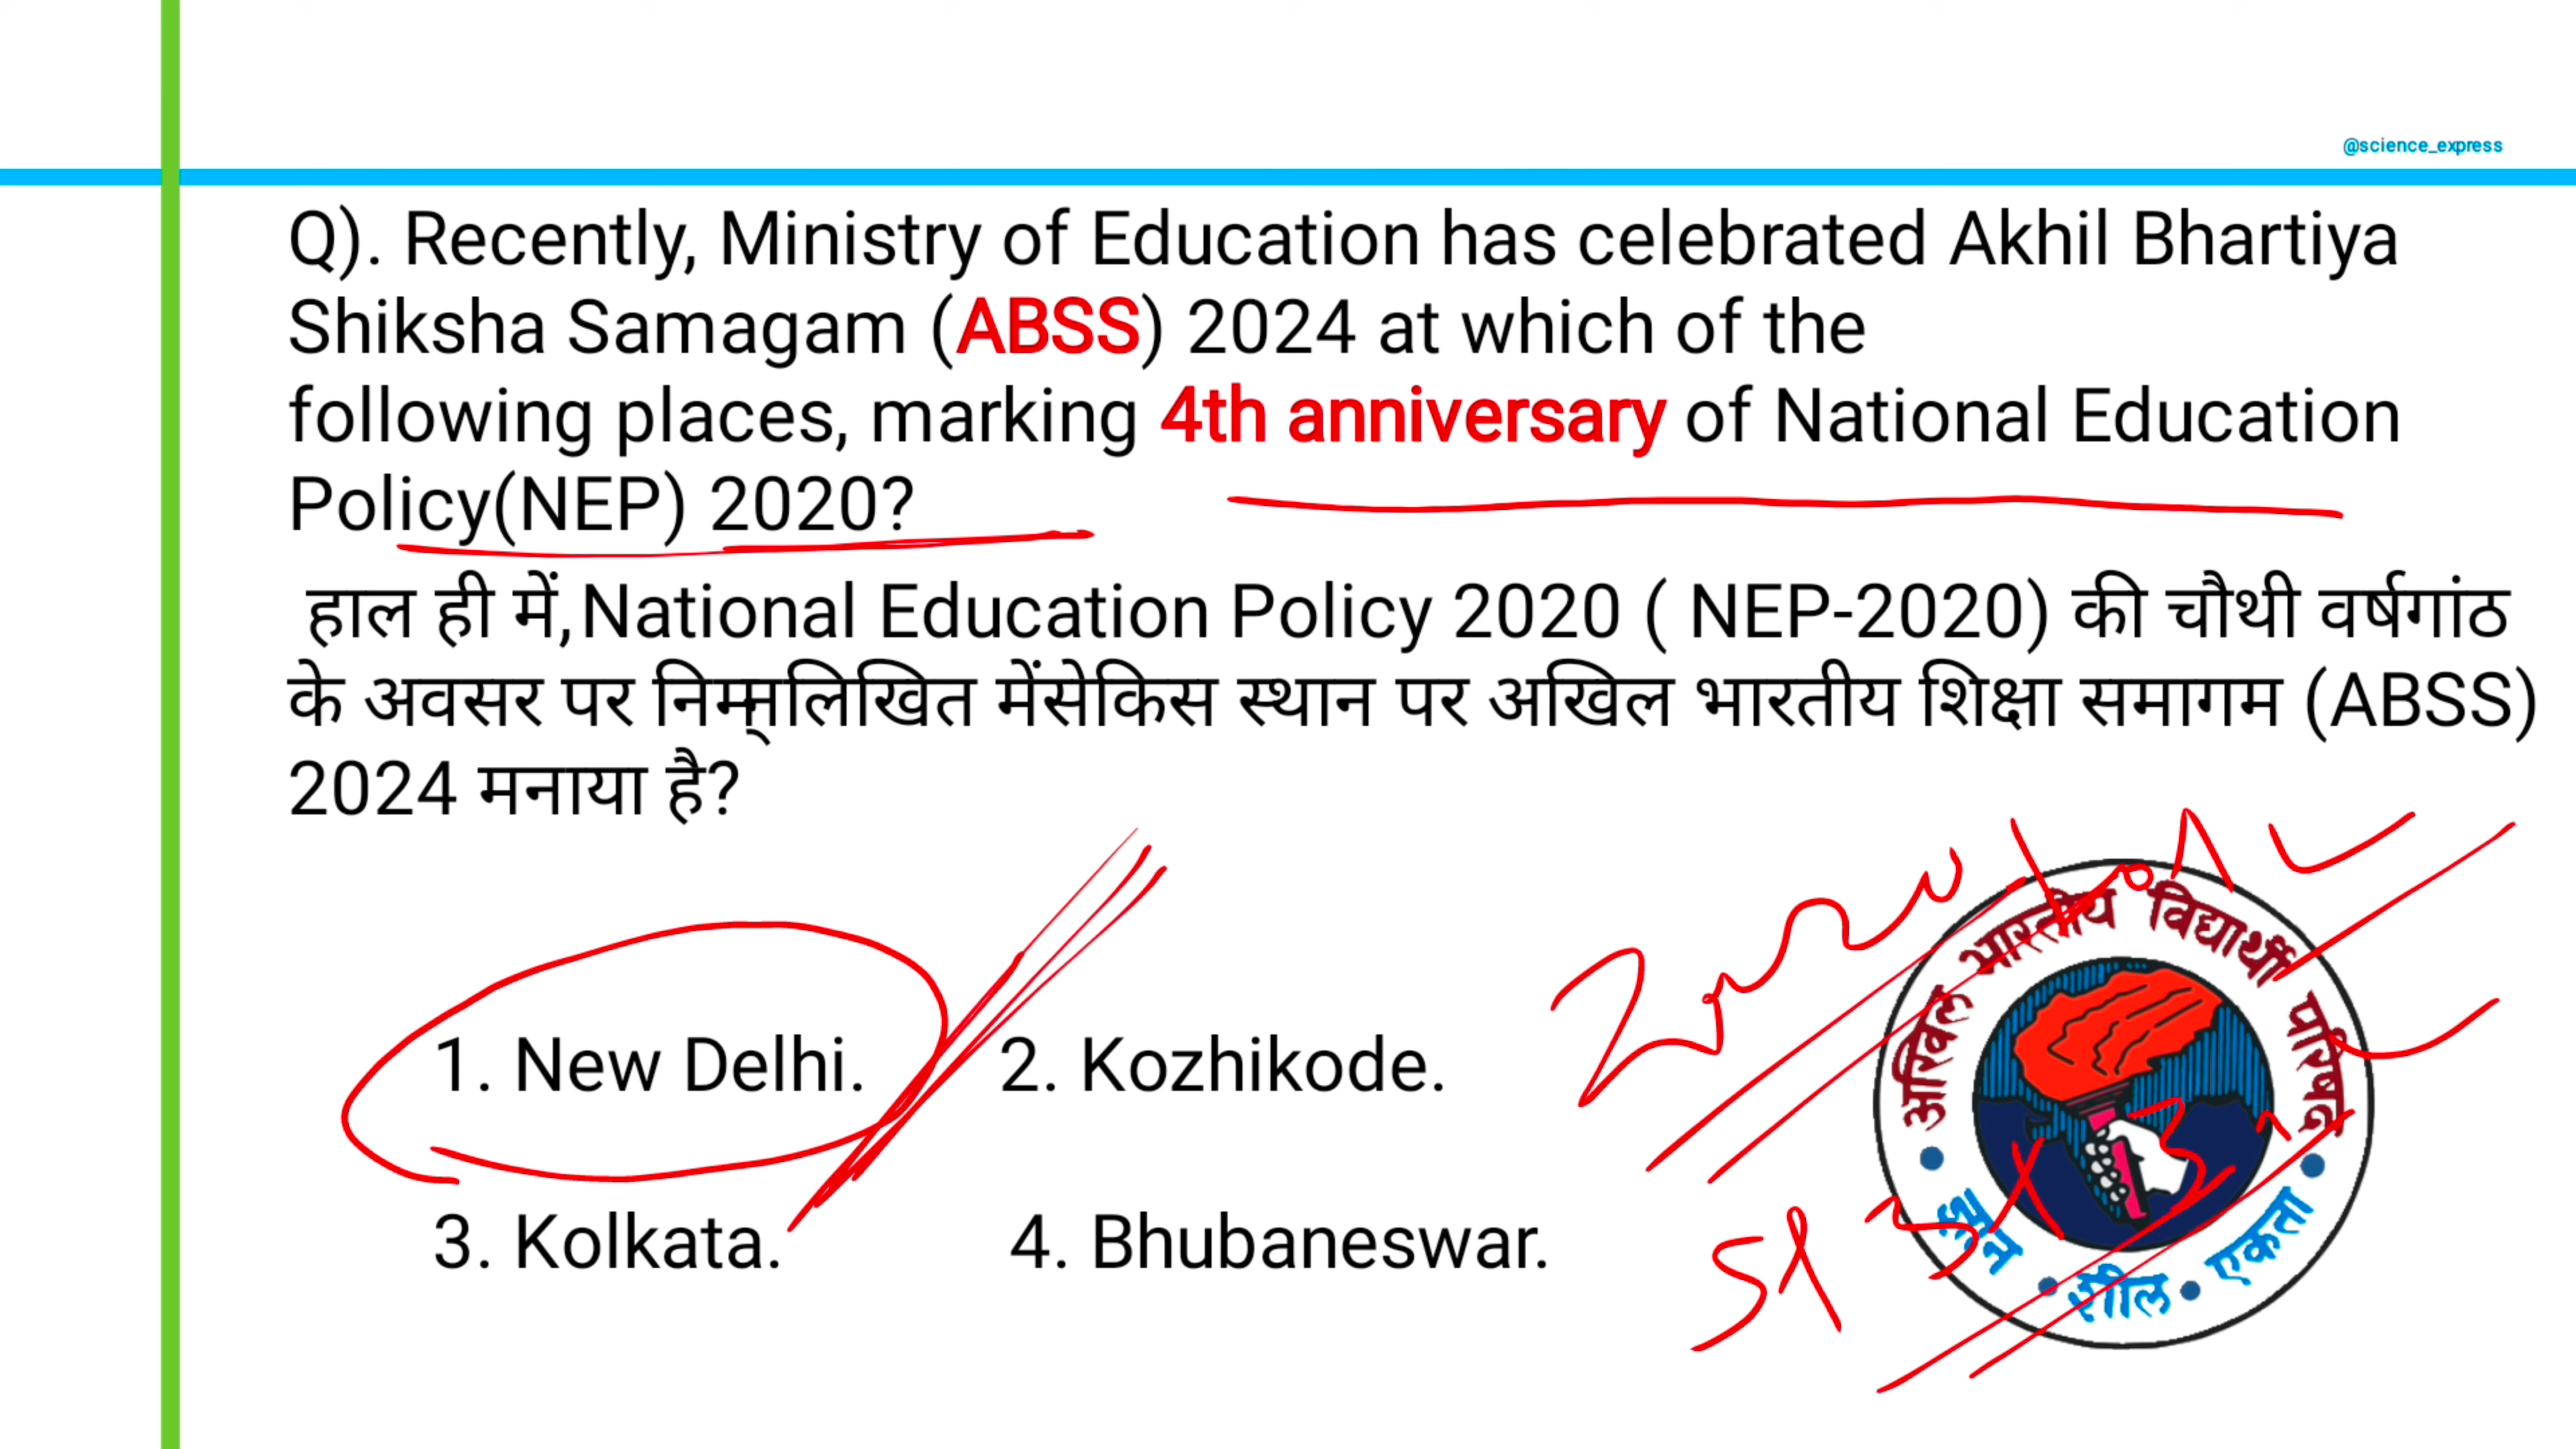 @science_express
Q). Recently, Ministry of Education has celebrated Akhil Bhartiya
Shiksha Samagam (ABSS) 2024 at which of the
following places, marking 4th anniversary of National Education
Policy(NEP) 2020?
हाल ही में,National Education Policy 2020 ( NEP-2020) की चौथी वर्षगांठ
के अवसर पर निम्नलिखित मेंसेकिस स्थान पर अखिल भारतीय शिक्षा समागम (ABSS)
2024 मनाया है?
1. New Delhi. 2. Kozhikode.
3. Kolkata. 4. Bhubaneswar.
अखिल भारतीय विद्यार्थी परिषद
ज्ञान • शील • एकता